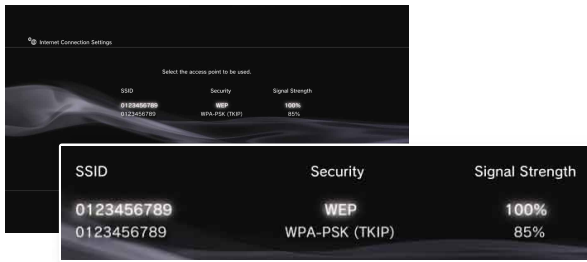 Internet Connection Settings
Select the access point to be used.
SSID Security Signal Strength
0123456789 WEP 100%
0123456789 WPA-PSK (TKIP) 85%
SSID Security Signal Strength
0123456789 WEP 100%
0123456789 WPA-PSK (TKIP) 85%